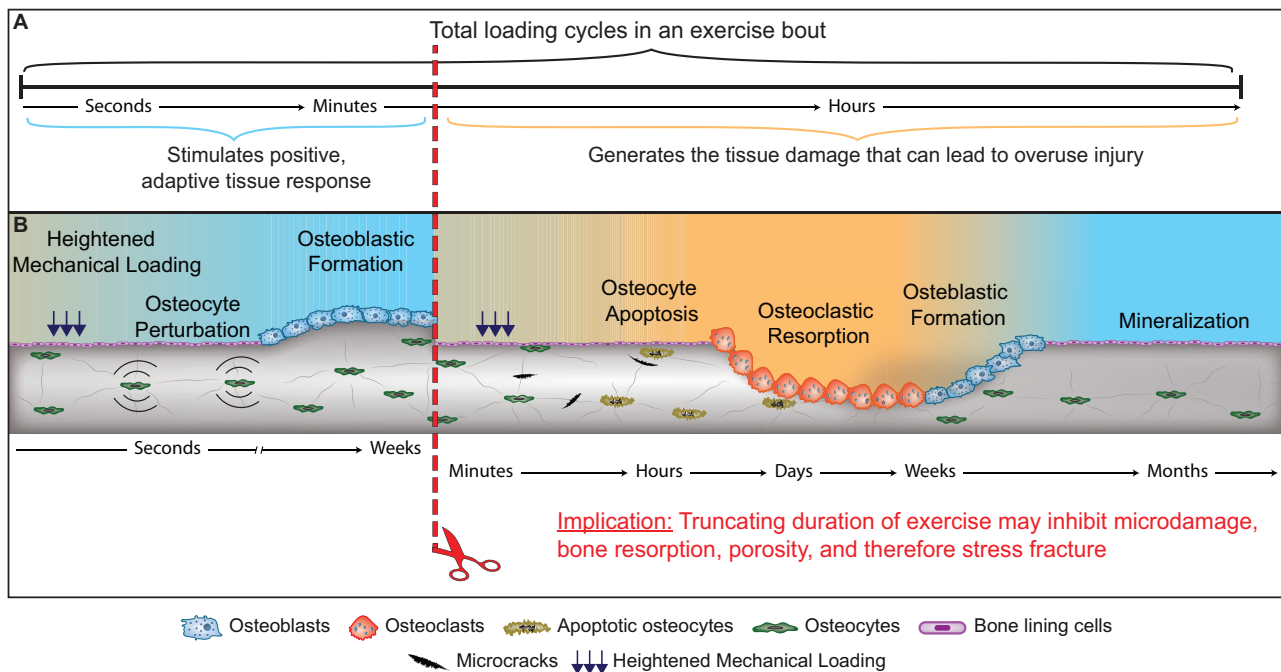 A
Total loading cycles in an exercise bout
Seconds Minutes Hours
Stimulates positive,
adaptive tissue response
Generates the tissue damage that can lead to overuse injury
B
Heightened
Mechanical Loading
Osteocyte
Perturbation
Osteoblastic
Formation
Osteocyte
Apoptosis
Osteoclastic
Resorption
Osteblastic
Formation
Mineralization
Seconds Weeks
Minutes Hours Days Weeks Months
Implication: Truncating duration of exercise may inhibit microdamage,
bone resorption, porosity, and therefore stress fracture
Osteoblasts Osteoclasts Apoptotic osteocytes Osteocytes Bone lining cells
Microcracks Heightened Mechanical Loading